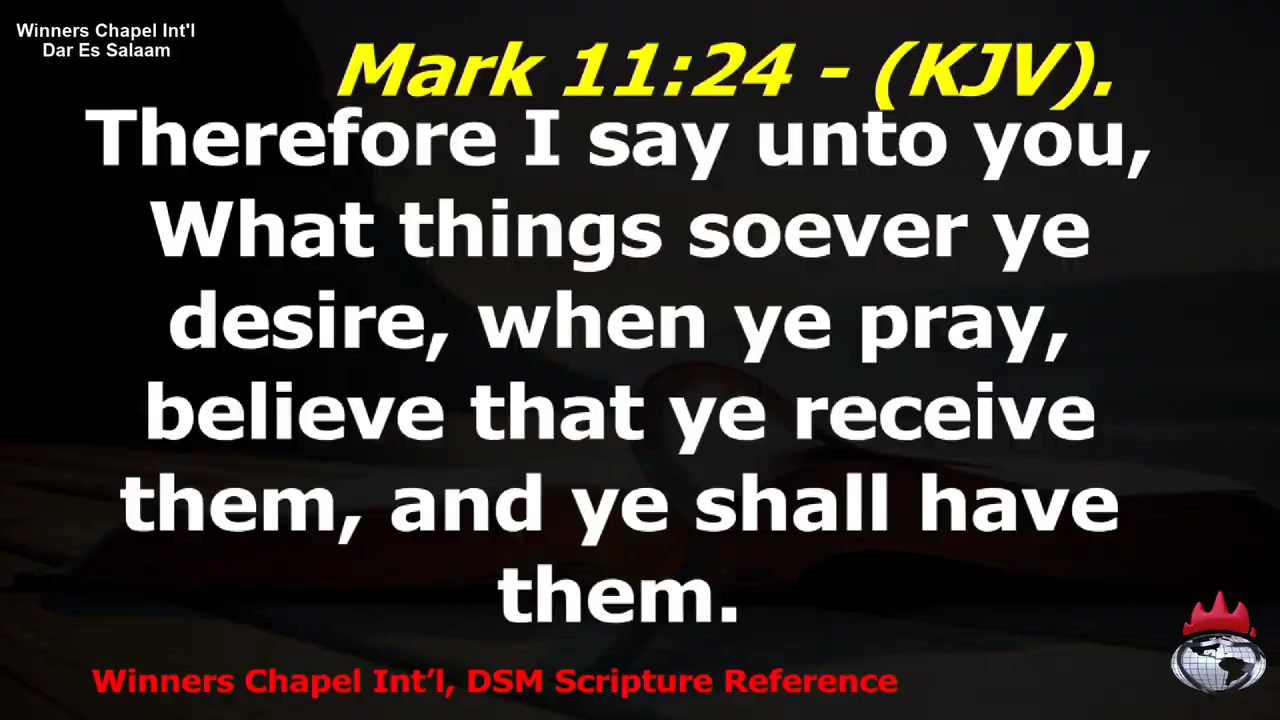 Winners Chapel Int'l
Dar Es Salaam
Mark 11:24 - (KJV).
Therefore I say unto you,
What things soever ye
desire, when ye pray,
believe that ye receive
them, and ye shall have
them.
Winners Chapel Int’l, DSM Scripture Reference